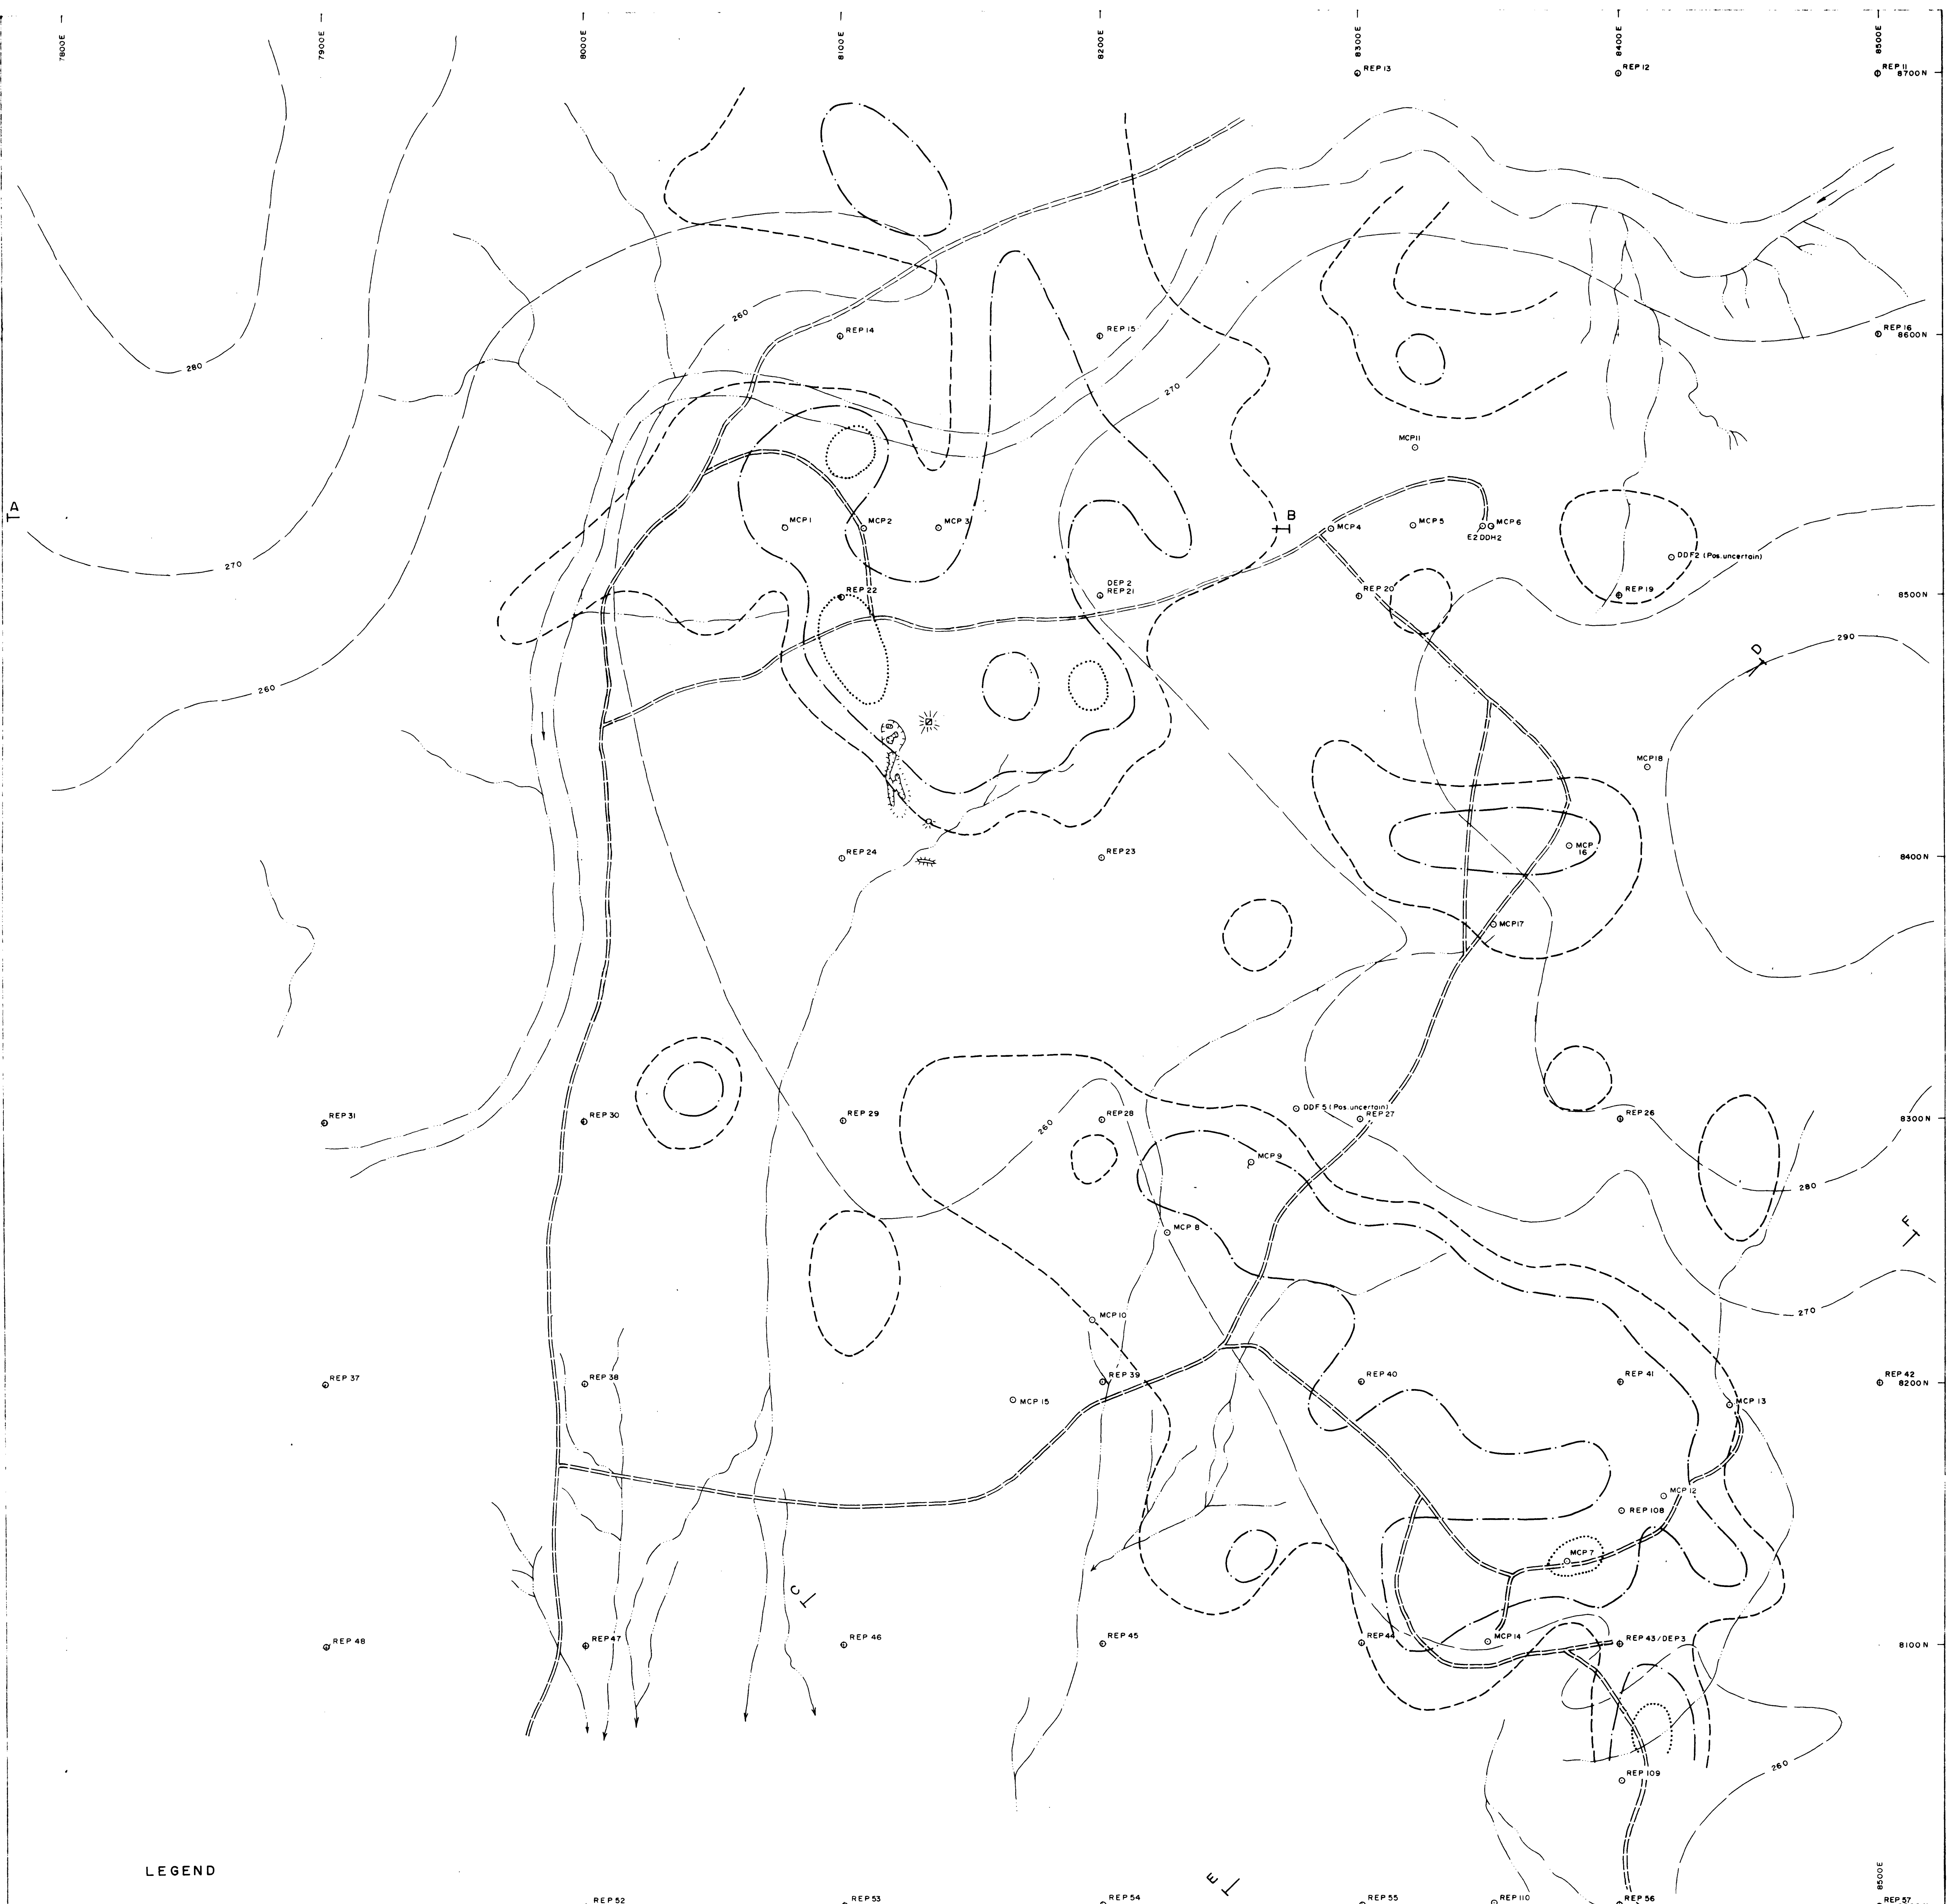 7800E
7900E
8000E
8100E
8200E
8300E
8400E
8500E
REP 13
REP 12
REP 11
8700N
260
REP 14
REP 15
REP 16
8600N
280
270
MCP11
A
B
MCP 1
MCP 2
MCP 3
MCP 4
MCP 5
MCP 6
E2 DDH2
DDF2 (Pos.uncertain)
270
DEP 2
REP 22
REP 21
REP 20
REP 19
8500N
290
D
260
MCP18
REP 24
REP 23
MCP
16
8400N
MCP17
REP 31
REP 30
REP 29
REP 28
DDF 5 (Pos.uncertain)
REP 27
REP 26
8300N
260
MCP 9
280
MCP 8
F
MCP 10
270
REP 37
REP 38
REP 39
REP 40
REP 41
REP 42
8200N
MCP 15
MCP 13
MCP 12
REP 108
MCP 7
C
REP 48
REP 47
REP 46
REP 45
REP 44
MCP 14
REP 43/DEP 3
8100N
260
REP 109
LEGEND
E
8500E
REP 52
REP 53
REP 54
REP 55
REP 110
REP 56
REP 57